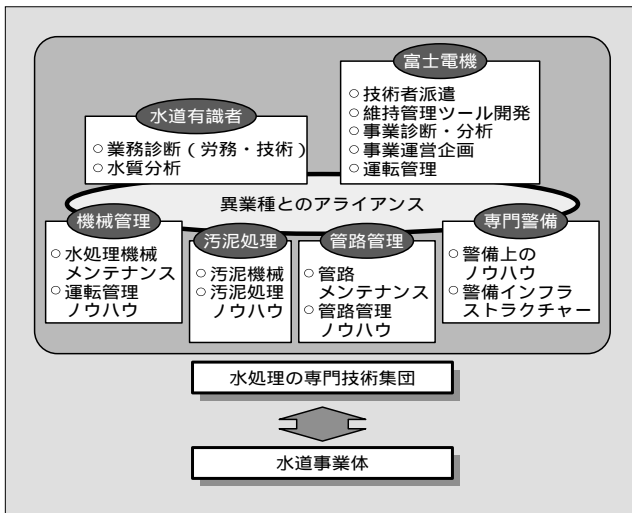 富士電機
○ 技術者派遣
○ 維持管理ツール開発
○ 事業診断・分析
○ 事業運営企画
○ 運転管理
水道有識者
○ 業務診断(労務・技術)
○ 水質分析
異業種とのアライアンス
機械管理
○ 水処理機械
メンテナンス
○ 運転管理
ノウハウ
汚泥処理
○ 汚泥機械
○ 汚泥処理
ノウハウ
管路管理
○ 管路
メンテナンス
○ 管路管理
ノウハウ
専門警備
○ 警備上の
ノウハウ
○ 警備インフラ
ストラクチャー
水処理の専門技術集団
水道事業体